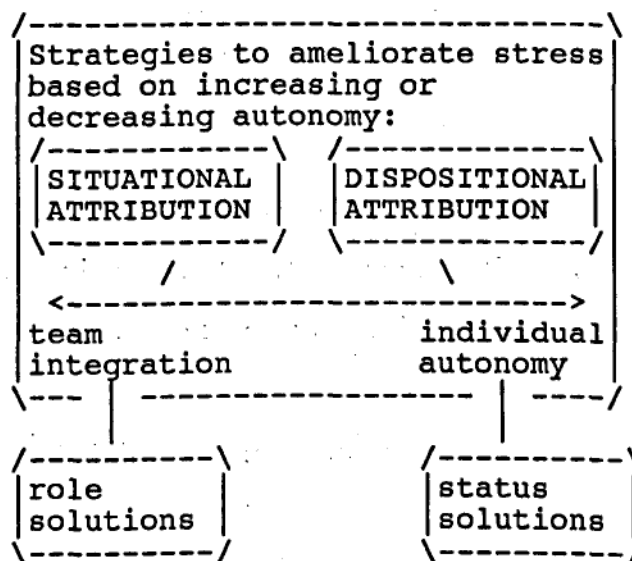 Strategies to ameliorate stress
based on increasing or
decreasing autonomy:
SITUATIONAL
ATTRIBUTION
DISPOSITIONAL
ATTRIBUTION
team
integration
individual
autonomy
role
solutions
status
solutions